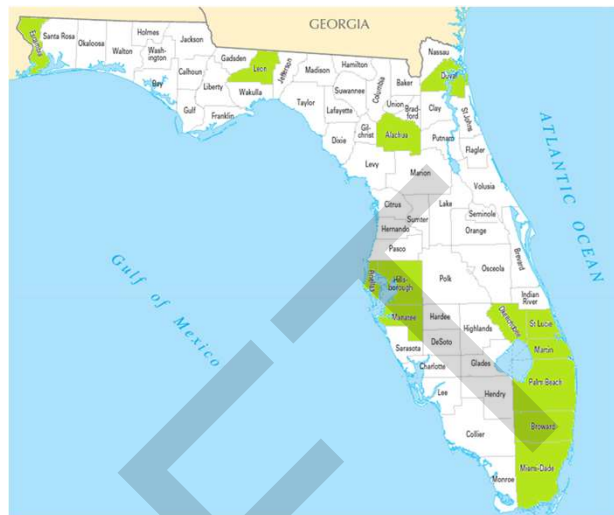 GEORGIA
Escambia
Santa Rosa
Okaloosa
Walton
Holmes
Wash-
ington
Jackson
Bay
Calhoun
Gulf
Gadsden
Liberty
Franklin
Leon
Wakulla
Jefferson
Madison
Taylor
Hamilton
Suwannee
Lafayette
Dixie
Columbia
Gil-
christ
Baker
Union
Brad-
ford
Alachua
Levy
Nassau
Duval
Clay
St Johns
Putnam
Flagler
Marion
Volusia
Citrus
Sumter
Lake
Seminole
Hernando
Orange
Pasco
Brevard
Osceola
Polk
Hills-
borough
Pinellas
Indian
River
Manatee
Hardee
Highlands
Okeechobee
St Lucie
Sarasota
DeSoto
Martin
Charlotte
Glades
Lee
Hendry
Palm Beach
Collier
Broward
Monroe
Miami-Dade
Gulf of Mexico
ATLANTIC OCEAN